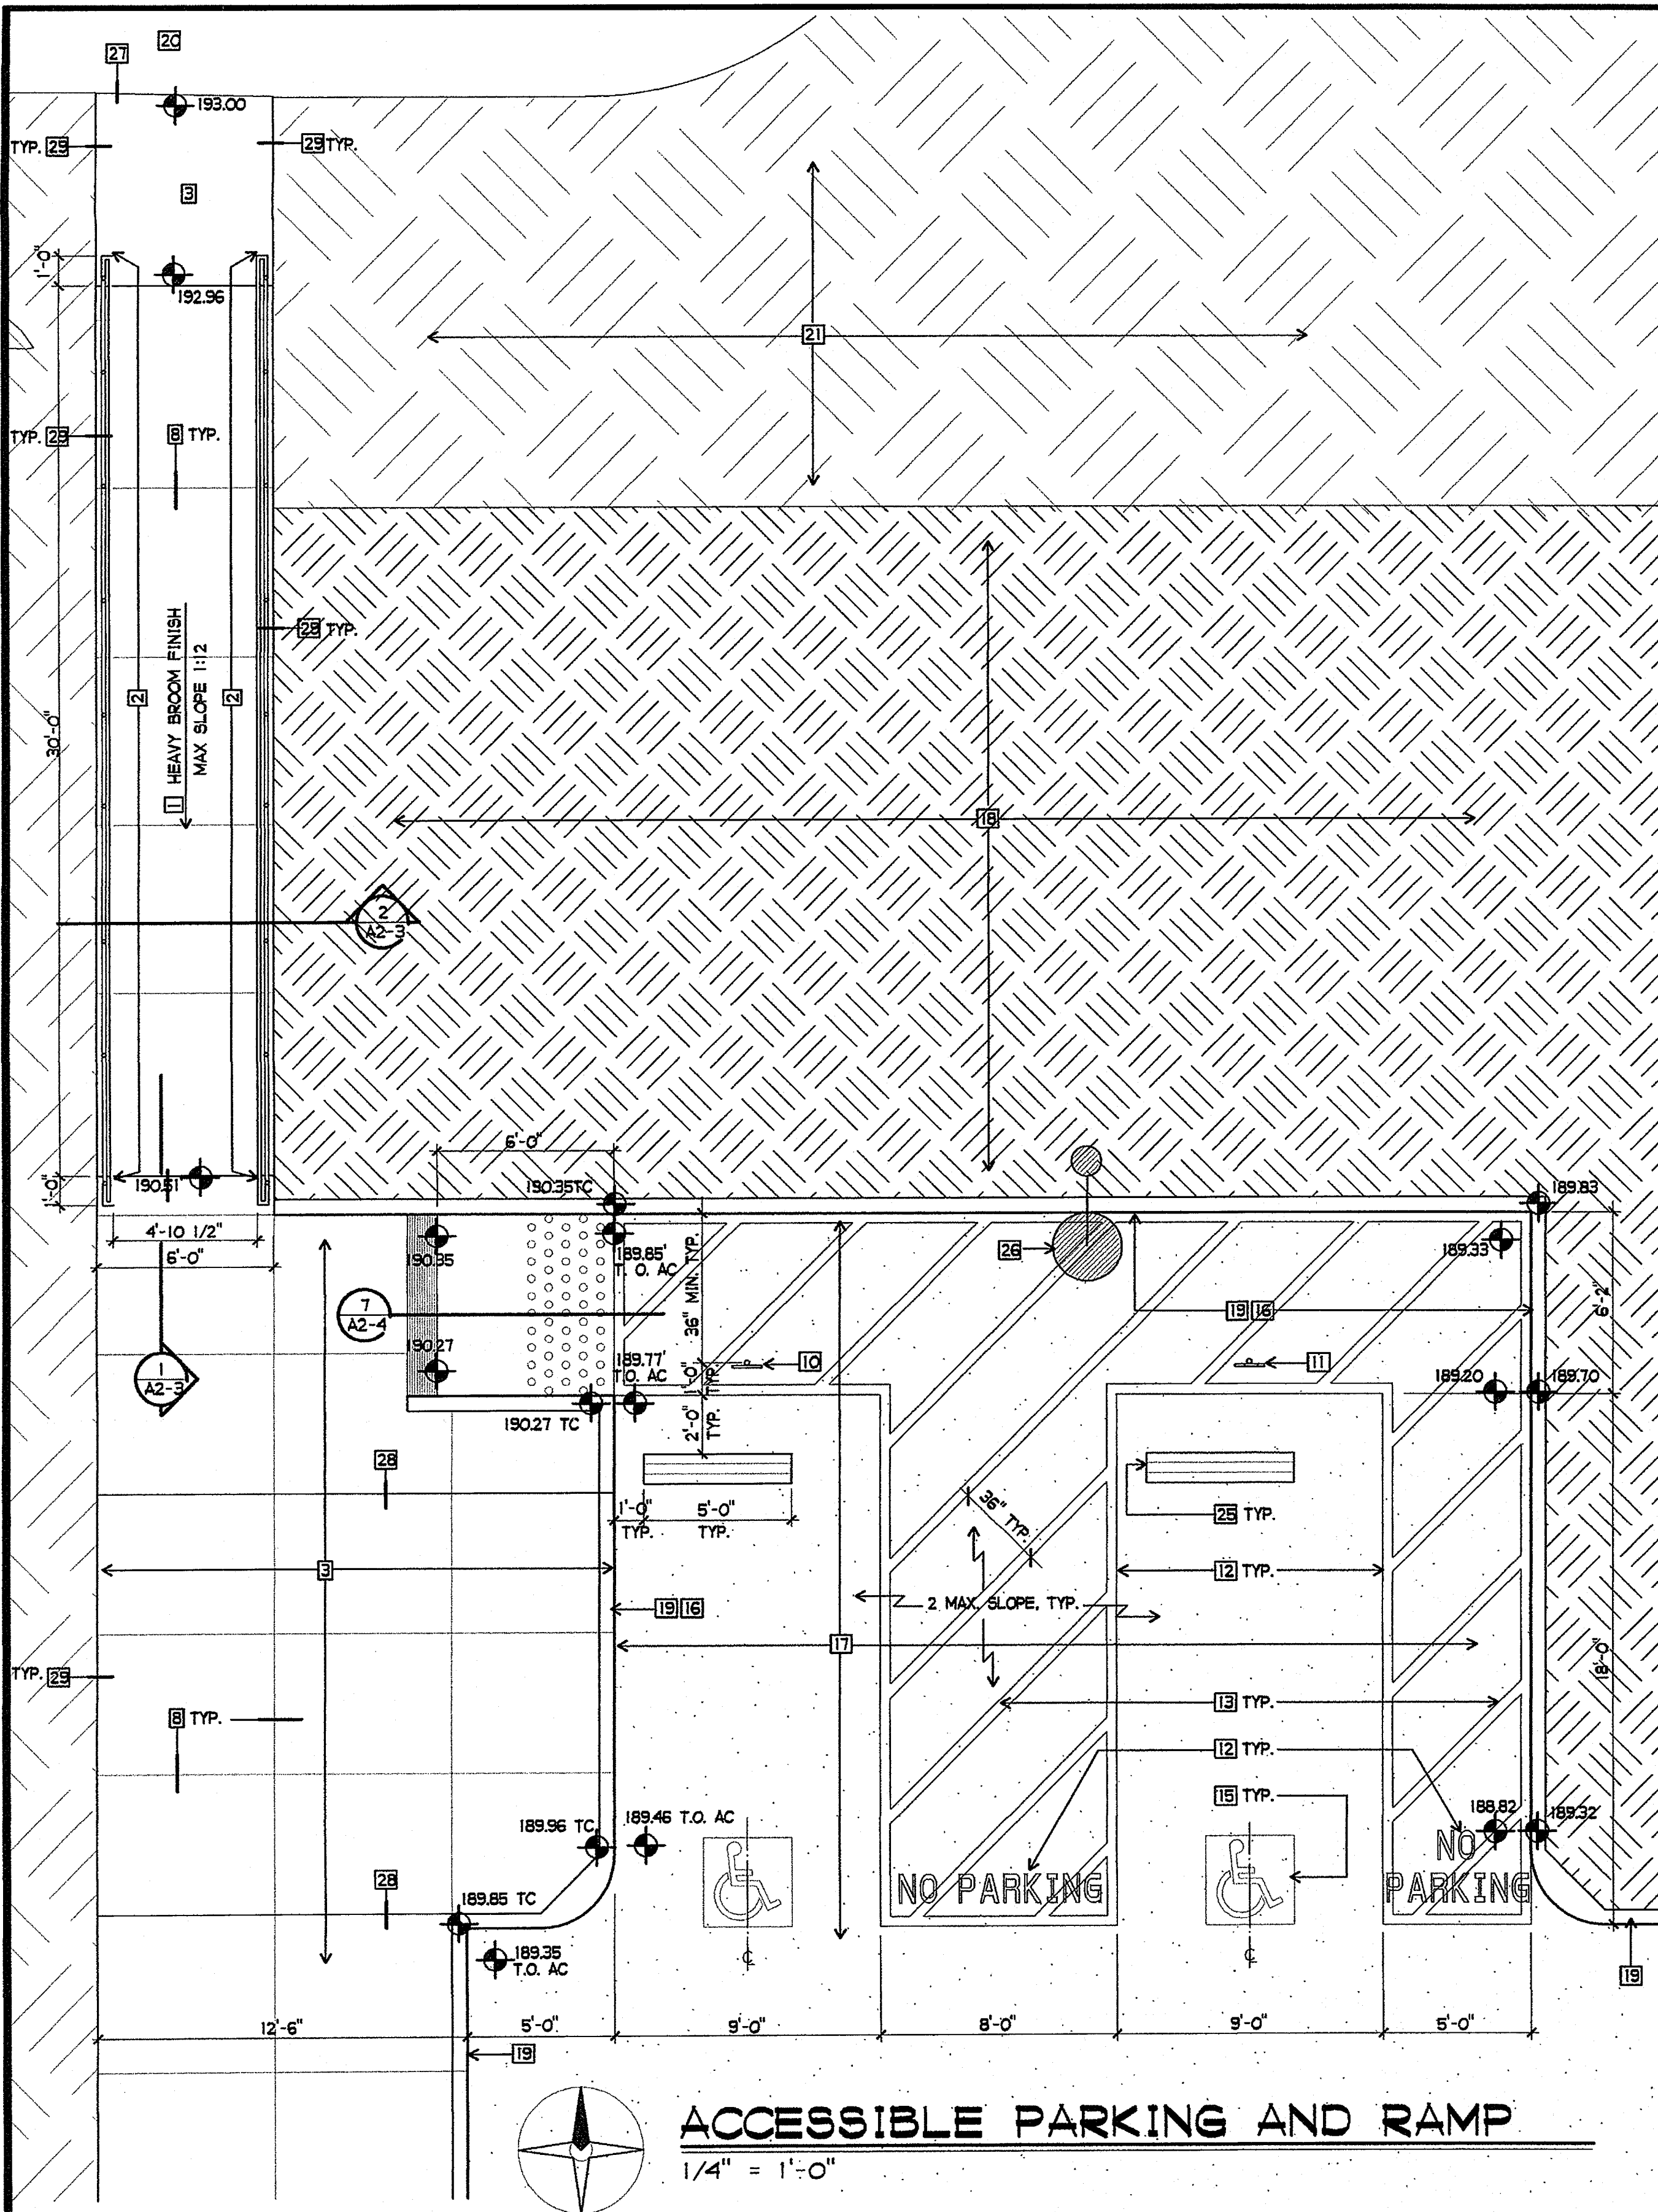 20
27
193.00
TYP. 29
29 TYP.
3
1'-0"
192.96
21
TYP. 29
8 TYP.
1 HEAVY BROOM FINISH
MAX SLOPE 1:12
29 TYP.
2
2
30'-0"
18
2
A2-3
6'-0"
190.51
1'-0"
190.35TC
189.83
4'-10 1/2"
6'-0"
190.35
189.85'
T. O. AC
36" MIN. TYP.
26
189.33
7
A2-4
19 16
6'-2"
190.27
189.77'
T.O. AC
10
11
1
A2-3
1'-0"
TYP.
189.20
189.70
190.27 TC
2'-0"
TYP.
28
1'-0"
TYP.
5'-0"
TYP.
36" TYP.
25 TYP.
3
12 TYP.
19 16
2 MAX. SLOPE, TYP.
17
18'-0"
TYP. 29
13 TYP.
8 TYP.
12 TYP.
15 TYP.
189.96 TC
189.46 T.O. AC
188.82
189.32
NO
PARKING
NO PARKING
28
189.85 TC
189.35
T.O. AC
℄
℄
19
12'-6"
5'-0"
9'-0"
8'-0"
9'-0"
5'-0"
19
ACCESSIBLE PARKING AND RAMP
1/4" = 1'-0"